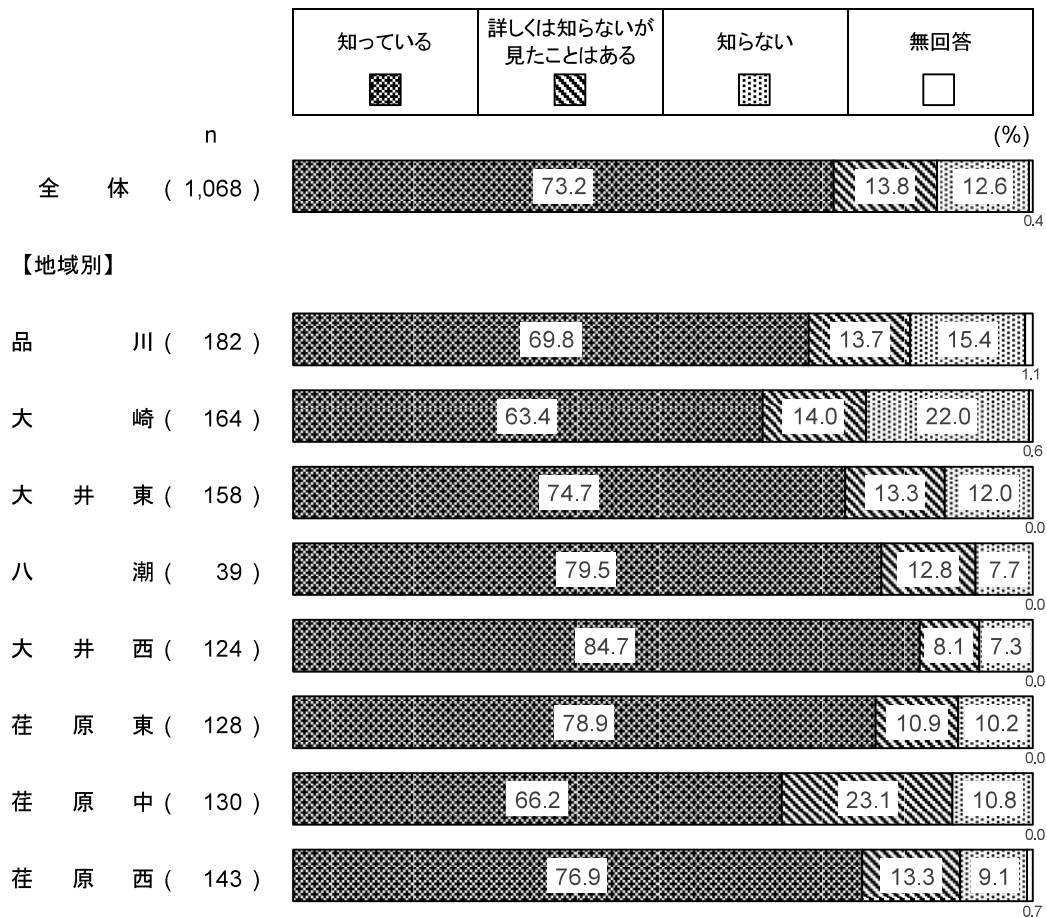 知っている 詳しくは知らないが見たことはある 知らない 無回答
n (%)
全体 ( 1,068 ) 73.2 13.8 12.6 0.4
【地域別】
品川 ( 182 ) 69.8 13.7 15.4 1.1
大崎 ( 164 ) 63.4 14.0 22.0 0.6
大井東 ( 158 ) 74.7 13.3 12.0 0.0
八潮 ( 39 ) 79.5 12.8 7.7 0.0
大井西 ( 124 ) 84.7 8.1 7.3 0.0
荏原東 ( 128 ) 78.9 10.9 10.2 0.0
荏原中 ( 130 ) 66.2 23.1 10.8 0.0
荏原西 ( 143 ) 76.9 13.3 9.1 0.7